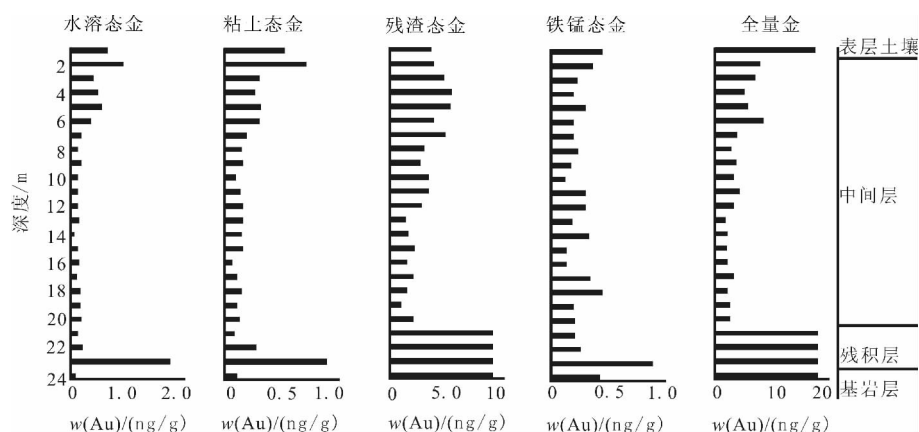 水溶态金 粘上态金 残渣态金 铁锰态金 全量金
表层土壤
2
4
6
8
10
12
14
16
18
20
22
24
深度/m
中间层
残积层
基岩层
0 1.0 2.0 0 0.5 1.0 0 5 10 0 0.5 1.0 0 10 20
w(Au)/(ng/g) w(Au)/(ng/g) w(Au)/(ng/g) w(Au)/(ng/g) w(Au)/(ng/g)